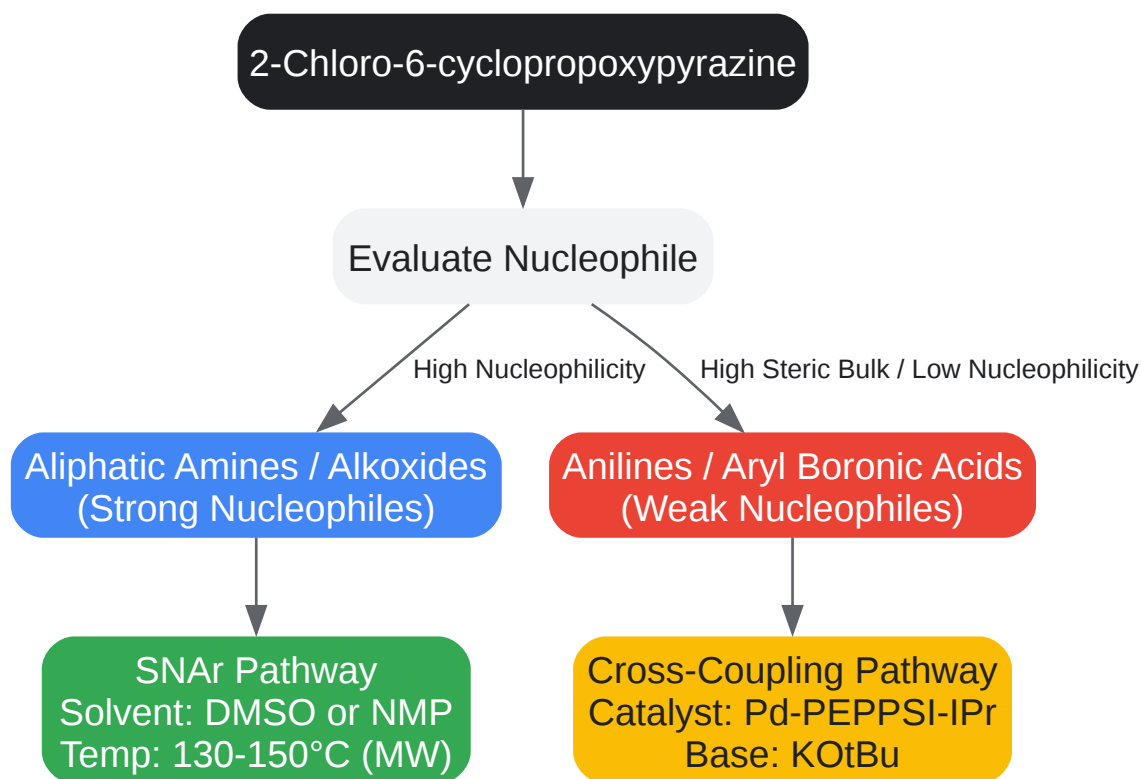 2-Chloro-6-cyclopropoxypyrazine
Evaluate Nucleophile
High Nucleophilicity
High Steric Bulk / Low Nucleophilicity
Aliphatic Amines / Alkoxides
(Strong Nucleophiles)
Anilines / Aryl Boronic Acids
(Weak Nucleophiles)
SNAr Pathway
Solvent: DMSO or NMP
Temp: 130-150°C (MW)
Cross-Coupling Pathway
Catalyst: Pd-PEPPSI-IPr
Base: KOtBu